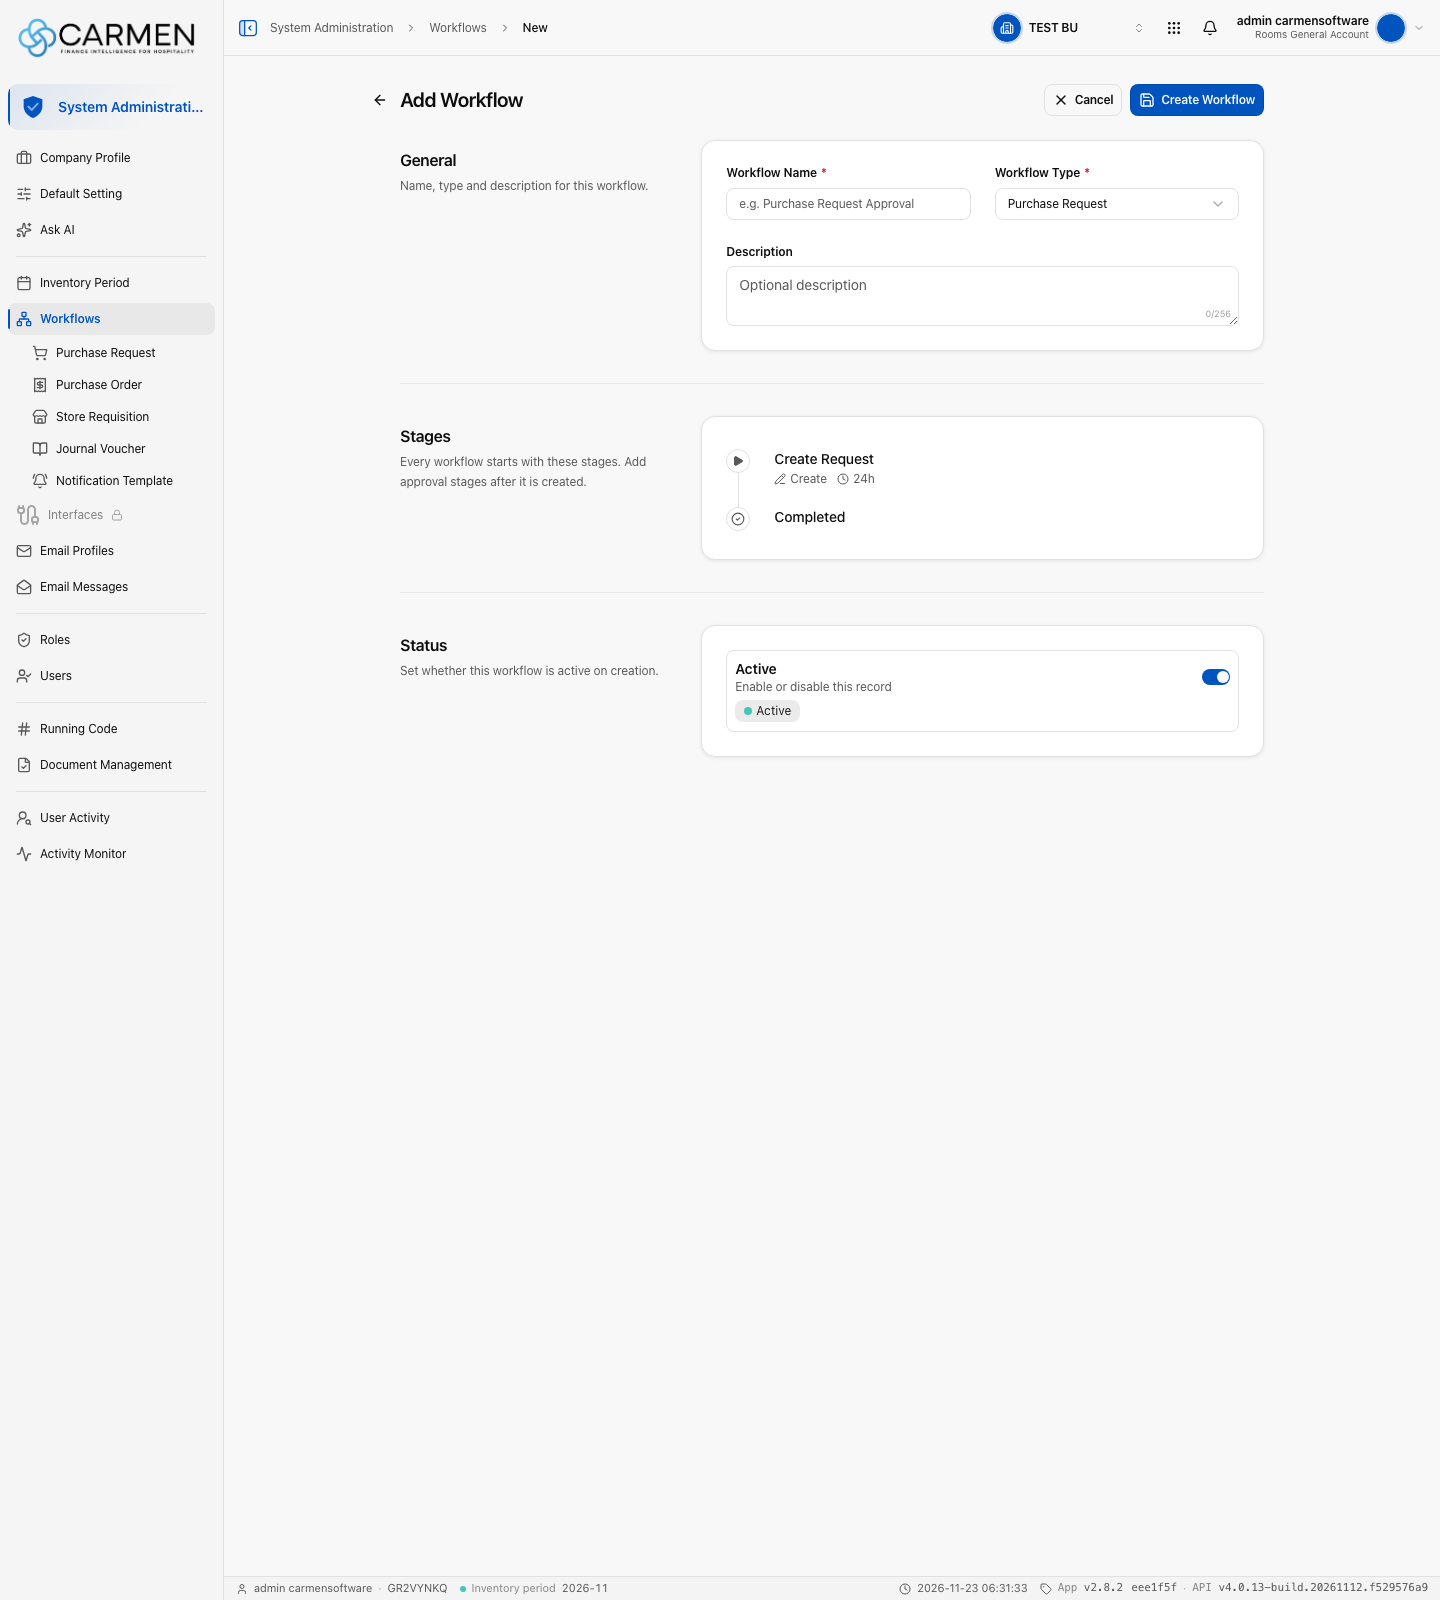 CARMEN
FINANCE INTELLIGENCE FOR HOSPITALITY
System Administrati...
Company Profile
Default Setting
Ask AI
Inventory Period
Workflows
Purchase Request
Purchase Order
Store Requisition
Journal Voucher
Notification Template
Interfaces
Email Profiles
Email Messages
Roles
Users
Running Code
Document Management
User Activity
Activity Monitor
System Administration
Workflows
New
TEST BU
admin carmensoftware
Rooms General Account
Add Workflow
Cancel
Create Workflow
General
Name, type and description for this workflow.
Workflow Name *
e.g. Purchase Request Approval
Workflow Type *
Purchase Request
Description
Optional description
0/256
Stages
Every workflow starts with these stages. Add
approval stages after it is created.
Create Request
Create 24h
Completed
Status
Set whether this workflow is active on creation.
Active
Enable or disable this record
Active
admin carmensoftware · GR2VYNKQ Inventory period 2026-11
2026-11-23 06:31:33 App v2.8.2 eee1f5f · API v4.0.13-build.20261112.f529576a9